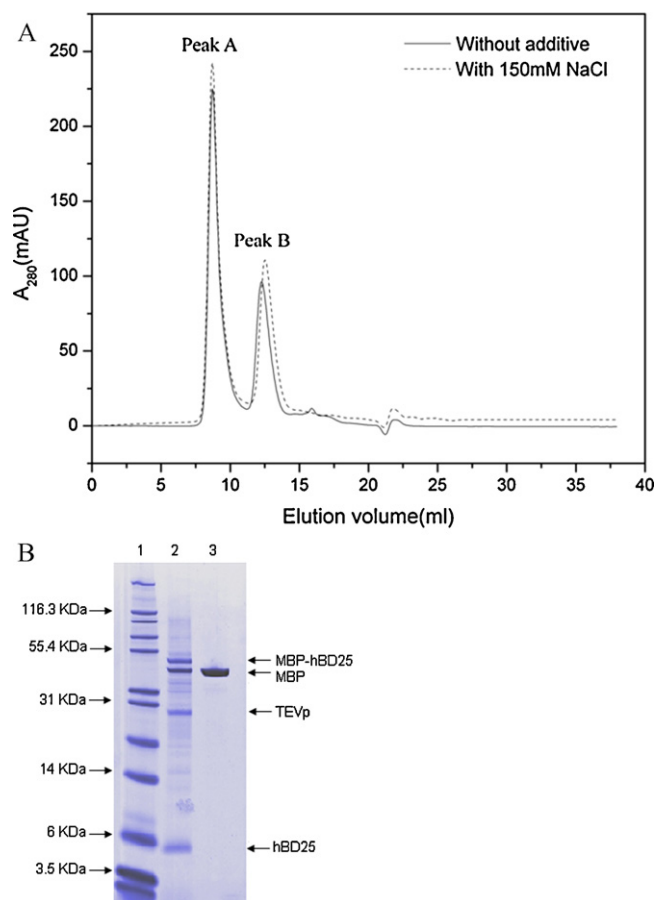 A
Peak A
Without additive
With 150mM NaCl
Peak B
A280(mAU)
250
200
150
100
50
0
0 5 10 15 20 25 30 35 40
Elution volume(ml)
B
1 2 3
116.3 KDa
55.4 KDa
31 KDa
14 KDa
6 KDa
3.5 KDa
MBP-hBD25
MBP
TEVp
hBD25